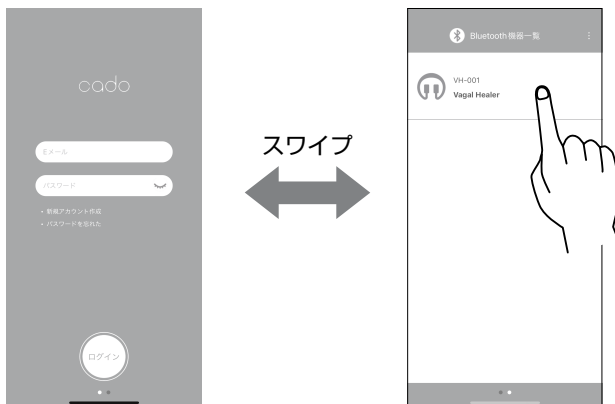 cado
Eメール
パスワード
・新規アカウント作成
・パスワードを忘れた
ログイン
スワイプ
Bluetooth機器一覧
VH-001
Vagal Healer